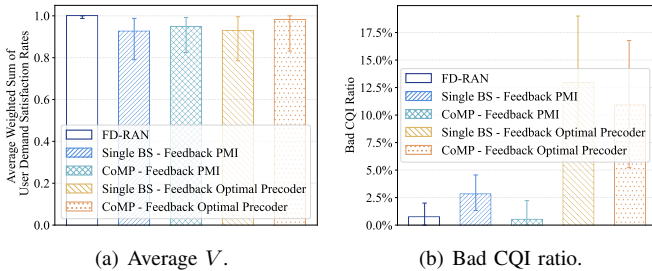 Average Weighted Sum of
User Demand Satisfaction Rates
1.0
0.8
0.6
0.4
0.2
0.0
FD-RAN
Single BS - Feedback PMI
CoMP - Feedback PMI
Single BS - Feedback Optimal Precoder
CoMP - Feedback Optimal Precoder
(a) Average V.
Bad CQI Ratio
17.5%
15.0%
12.5%
10.0%
7.5%
5.0%
2.5%
0.0%
FD-RAN
Single BS - Feedback PMI
CoMP - Feedback PMI
Single BS - Feedback Optimal Precoder
CoMP - Feedback Optimal Precoder
(b) Bad CQI ratio.